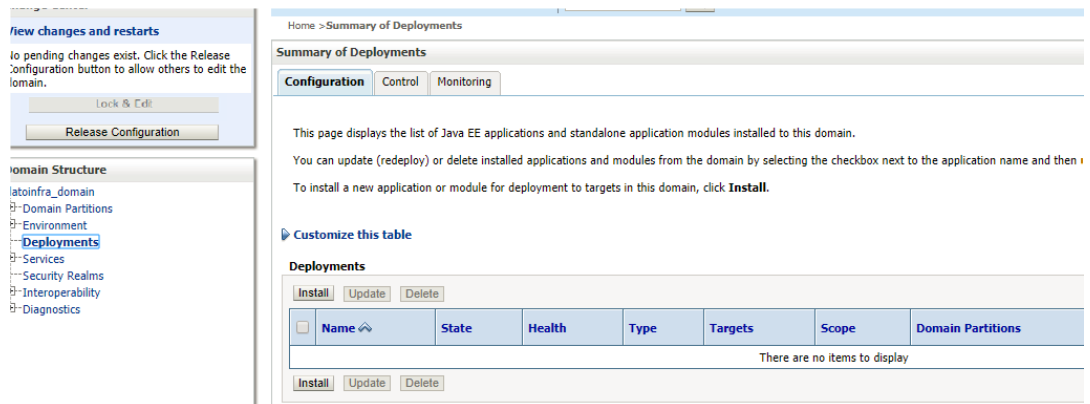 View changes and restarts
No pending changes exist. Click the Release
Configuration button to allow others to edit the
domain.
Lock & Edit
Release Configuration
Domain Structure
latoinfra_domain
Domain Partitions
Environment
Deployments
Services
Security Realms
Interoperability
Diagnostics
Home >Summary of Deployments
Summary of Deployments
Configuration Control Monitoring
This page displays the list of Java EE applications and standalone application modules installed to this domain.
You can update (redeploy) or delete installed applications and modules from the domain by selecting the checkbox next to the application name and then
To install a new application or module for deployment to targets in this domain, click Install.
Customize this table
Deployments
Install Update Delete
Name State Health Type Targets Scope Domain Partitions
There are no items to display
Install Update Delete